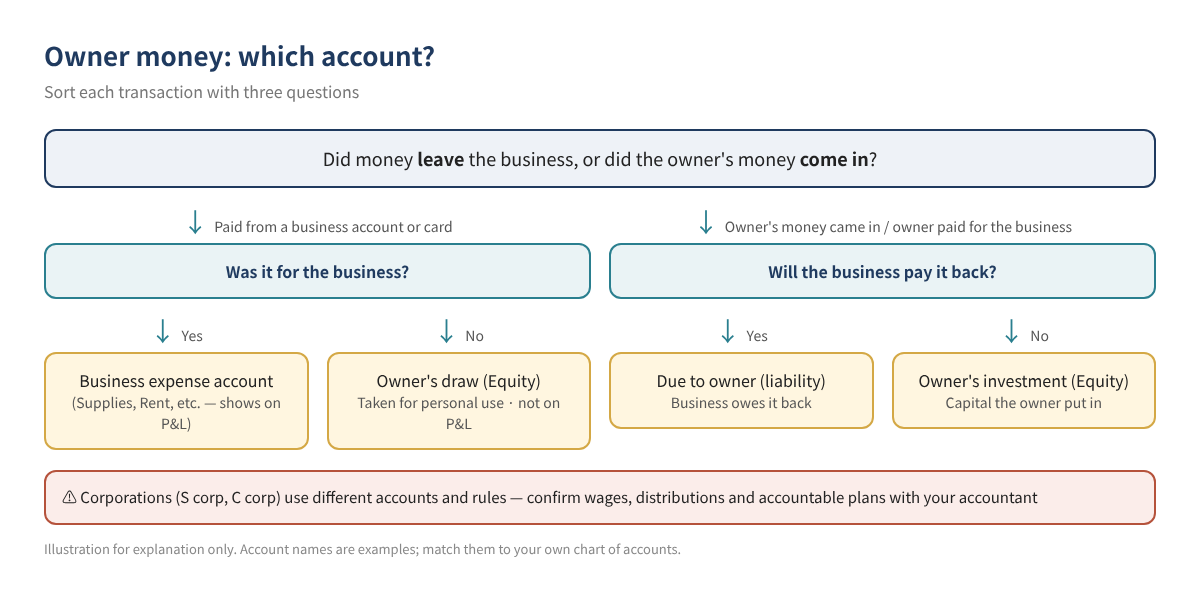 Owner money: which account?
Sort each transaction with three questions
Did money leave the business, or did the owner's money come in?
↓ Paid from a business account or card
↓ Owner's money came in / owner paid for the business
Was it for the business?
Will the business pay it back?
↓ Yes
↓ No
↓ Yes
↓ No
Business expense account
(Supplies, Rent, etc. — shows on
P&L)
Owner's draw (Equity)
Taken for personal use · not on
P&L
Due to owner (liability)
Business owes it back
Owner's investment (Equity)
Capital the owner put in
⚠ Corporations (S corp, C corp) use different accounts and rules — confirm wages, distributions and accountable plans with your accountant
Illustration for explanation only. Account names are examples; match them to your own chart of accounts.